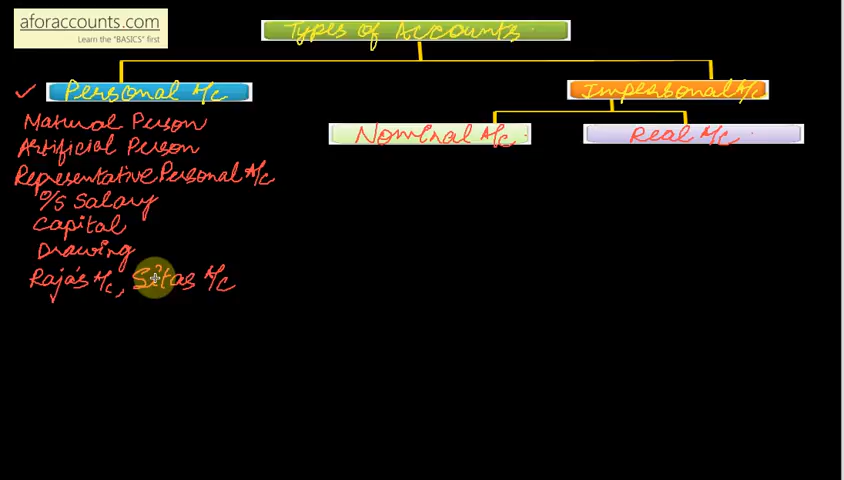 aforaccounts.com
Learn the "BASICS" first
Types of Accounts
Personal A/c
Impersonal A/c
Nominal A/c
Real A/c
Natural Person
Artificial Person
Representative Personal A/c
O/S Salary
Capital
Drawing
Raja's A/c, Sitas A/c